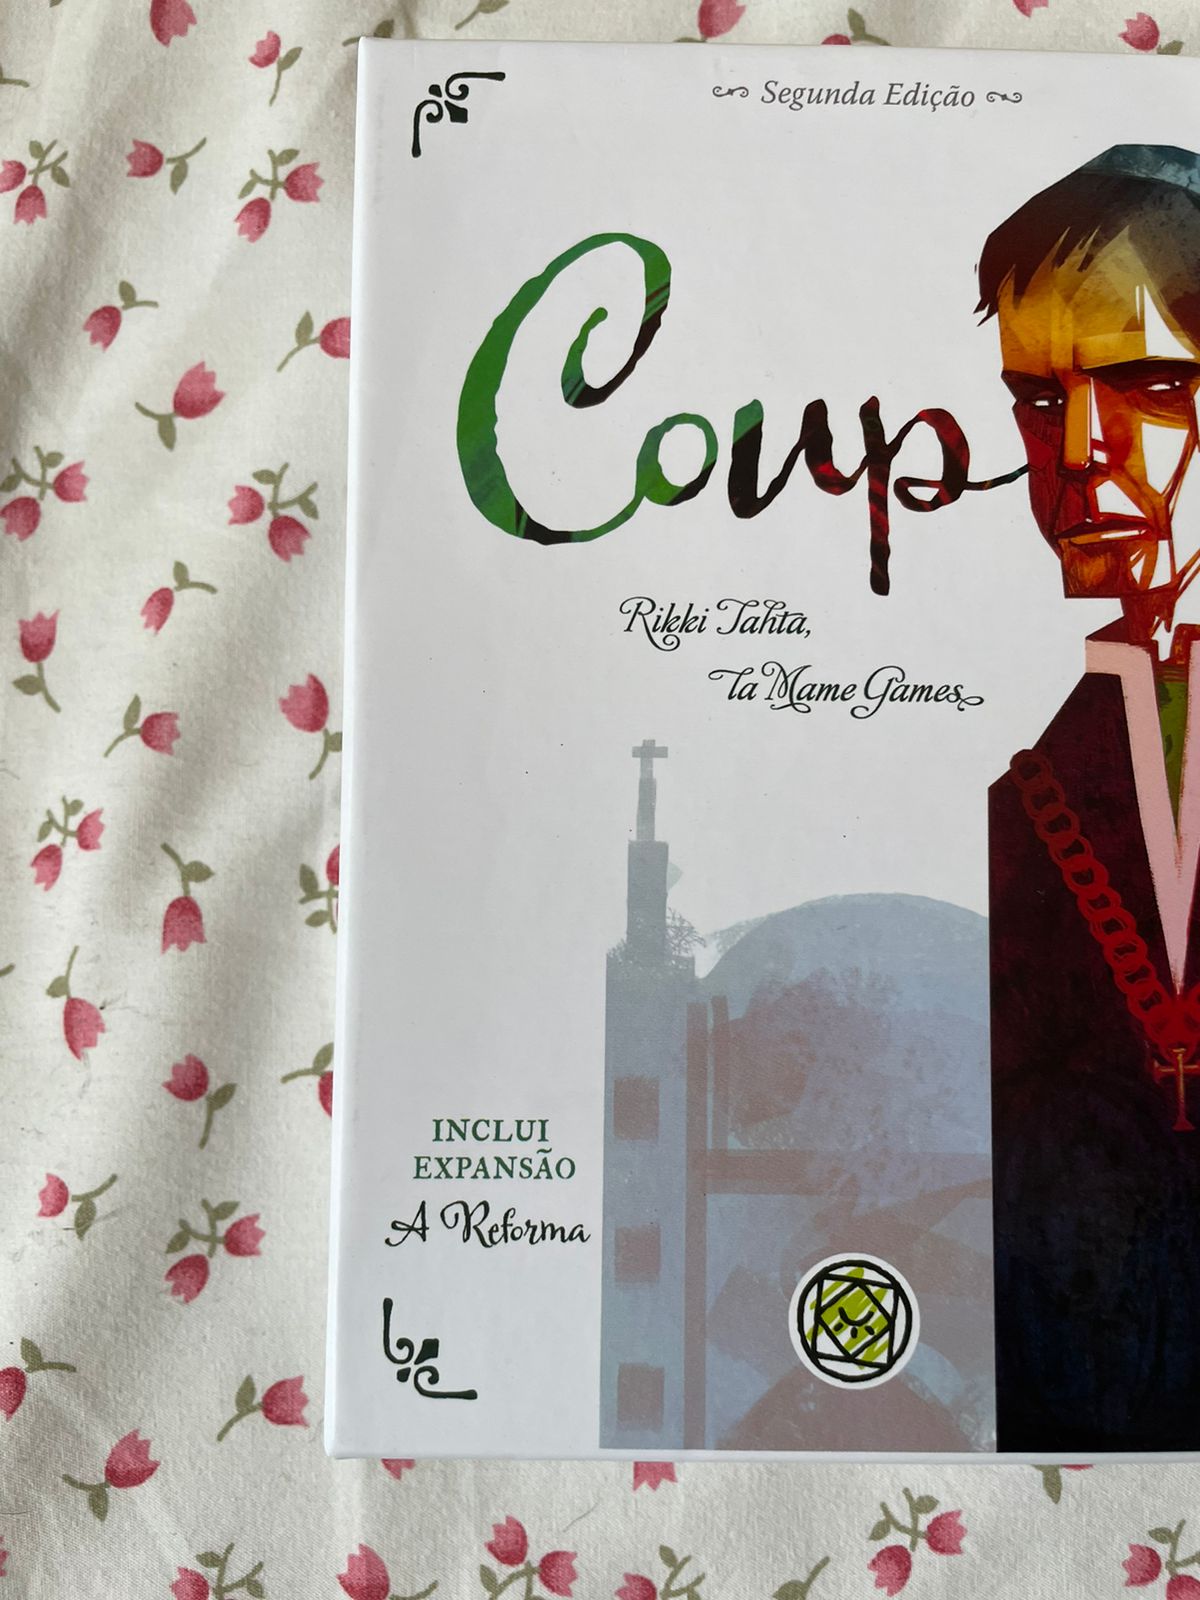 Segunda Edição
Coup
Rikki Tahta,
La Mame Games
INCLUI
EXPANSÃO
A Reforma